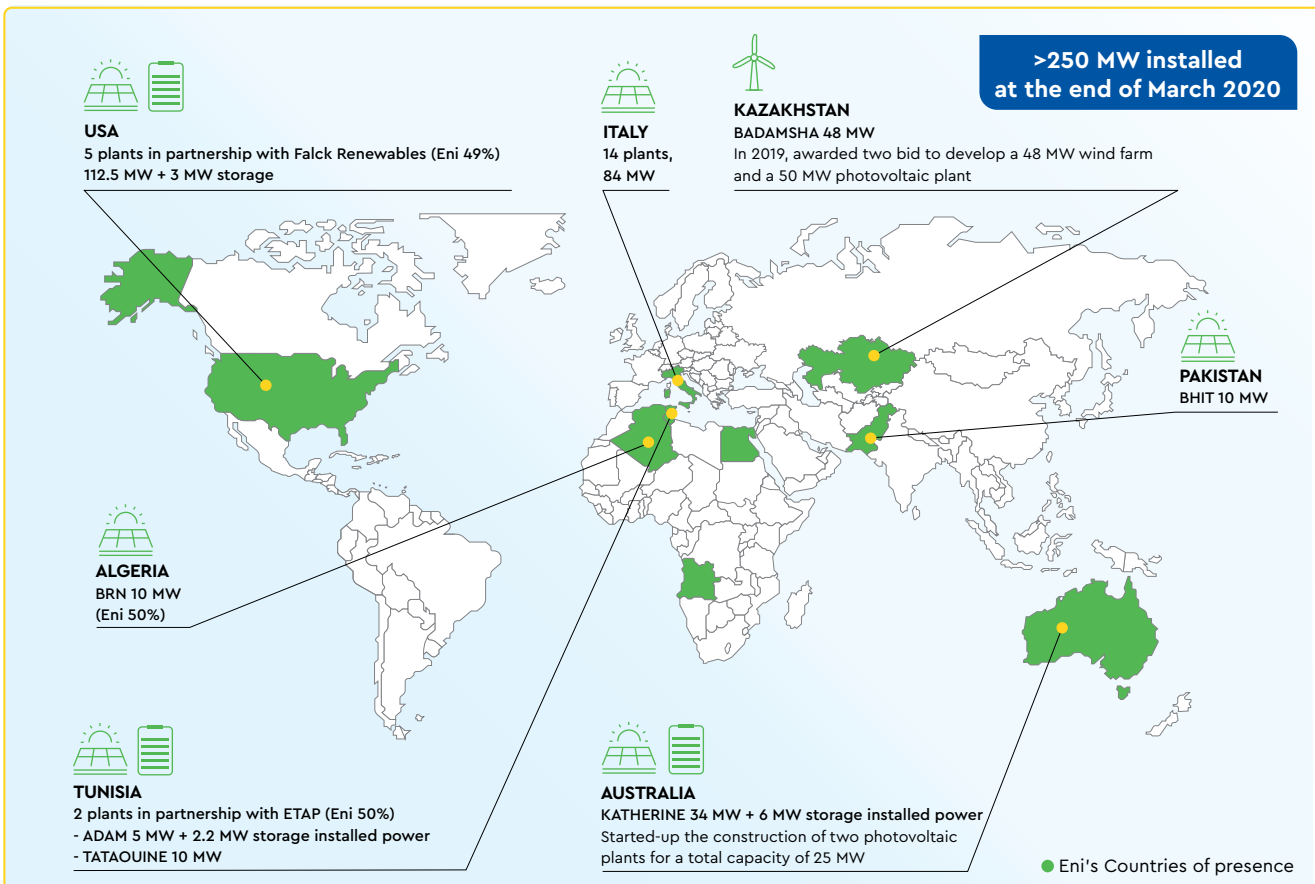 >250 MW installed
at the end of March 2020
USA
5 plants in partnership with Falck Renewables (Eni 49%)
112.5 MW + 3 MW storage
ITALY
14 plants,
84 MW
KAZAKHSTAN
BADAMSHA 48 MW
In 2019, awarded two bid to develop a 48 MW wind farm
and a 50 MW photovoltaic plant
PAKISTAN
BHIT 10 MW
ALGERIA
BRN 10 MW
(Eni 50%)
TUNISIA
2 plants in partnership with ETAP (Eni 50%)
- ADAM 5 MW + 2.2 MW storage installed power
- TATAOUINE 10 MW
AUSTRALIA
KATHERINE 34 MW + 6 MW storage installed power
Started-up the construction of two photovoltaic
plants for a total capacity of 25 MW
Eni's Countries of presence